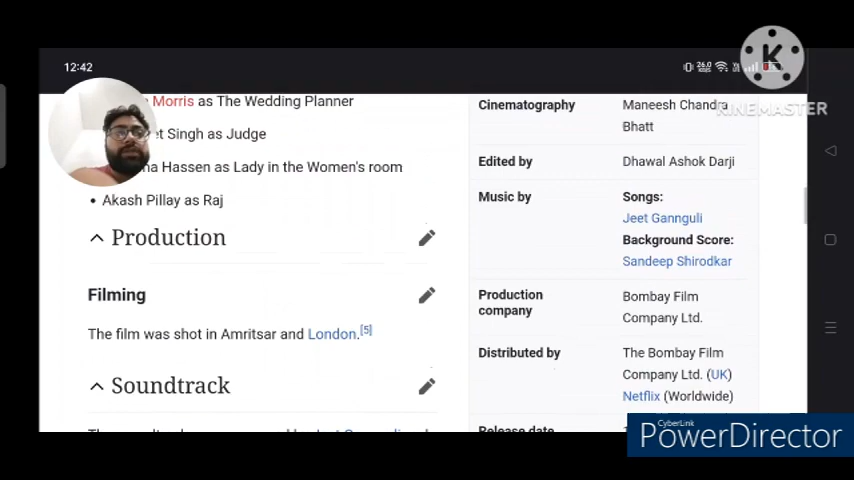 12:42
26.0
K
KINEMASTER
Morris as The Wedding Planner
et Singh as Judge
na Hassen as Lady in the Women's room
• Akash Pillay as Raj
Production
Filming
The film was shot in Amritsar and London.[5]
Soundtrack
Cinematography
Maneesh Chandra
Bhatt
Edited by
Dhawal Ashok Darji
Music by
Songs:
Jeet Gannguli
Background Score:
Sandeep Shirodkar
Production
company
Bombay Film
Company Ltd.
Distributed by
The Bombay Film
Company Ltd. (UK)
Netflix (Worldwide)
Release date
CyberLink
PowerDirector